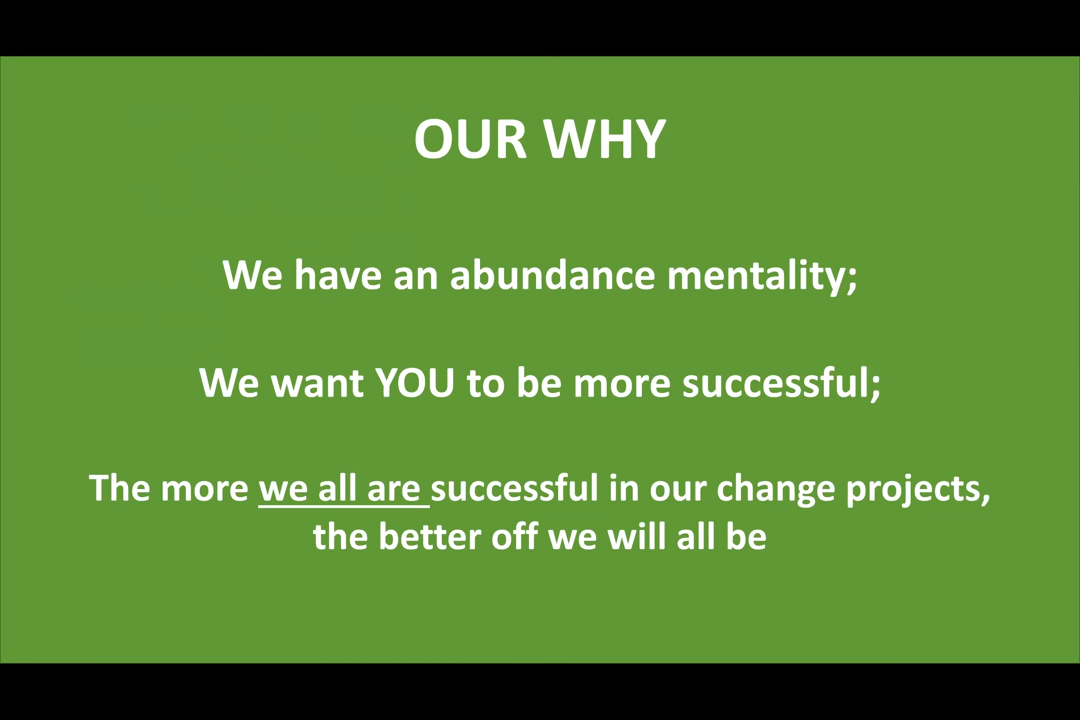 OUR WHY
We have an abundance mentality;
We want YOU to be more successful;
The more we all are successful in our change projects,
the better off we will all be